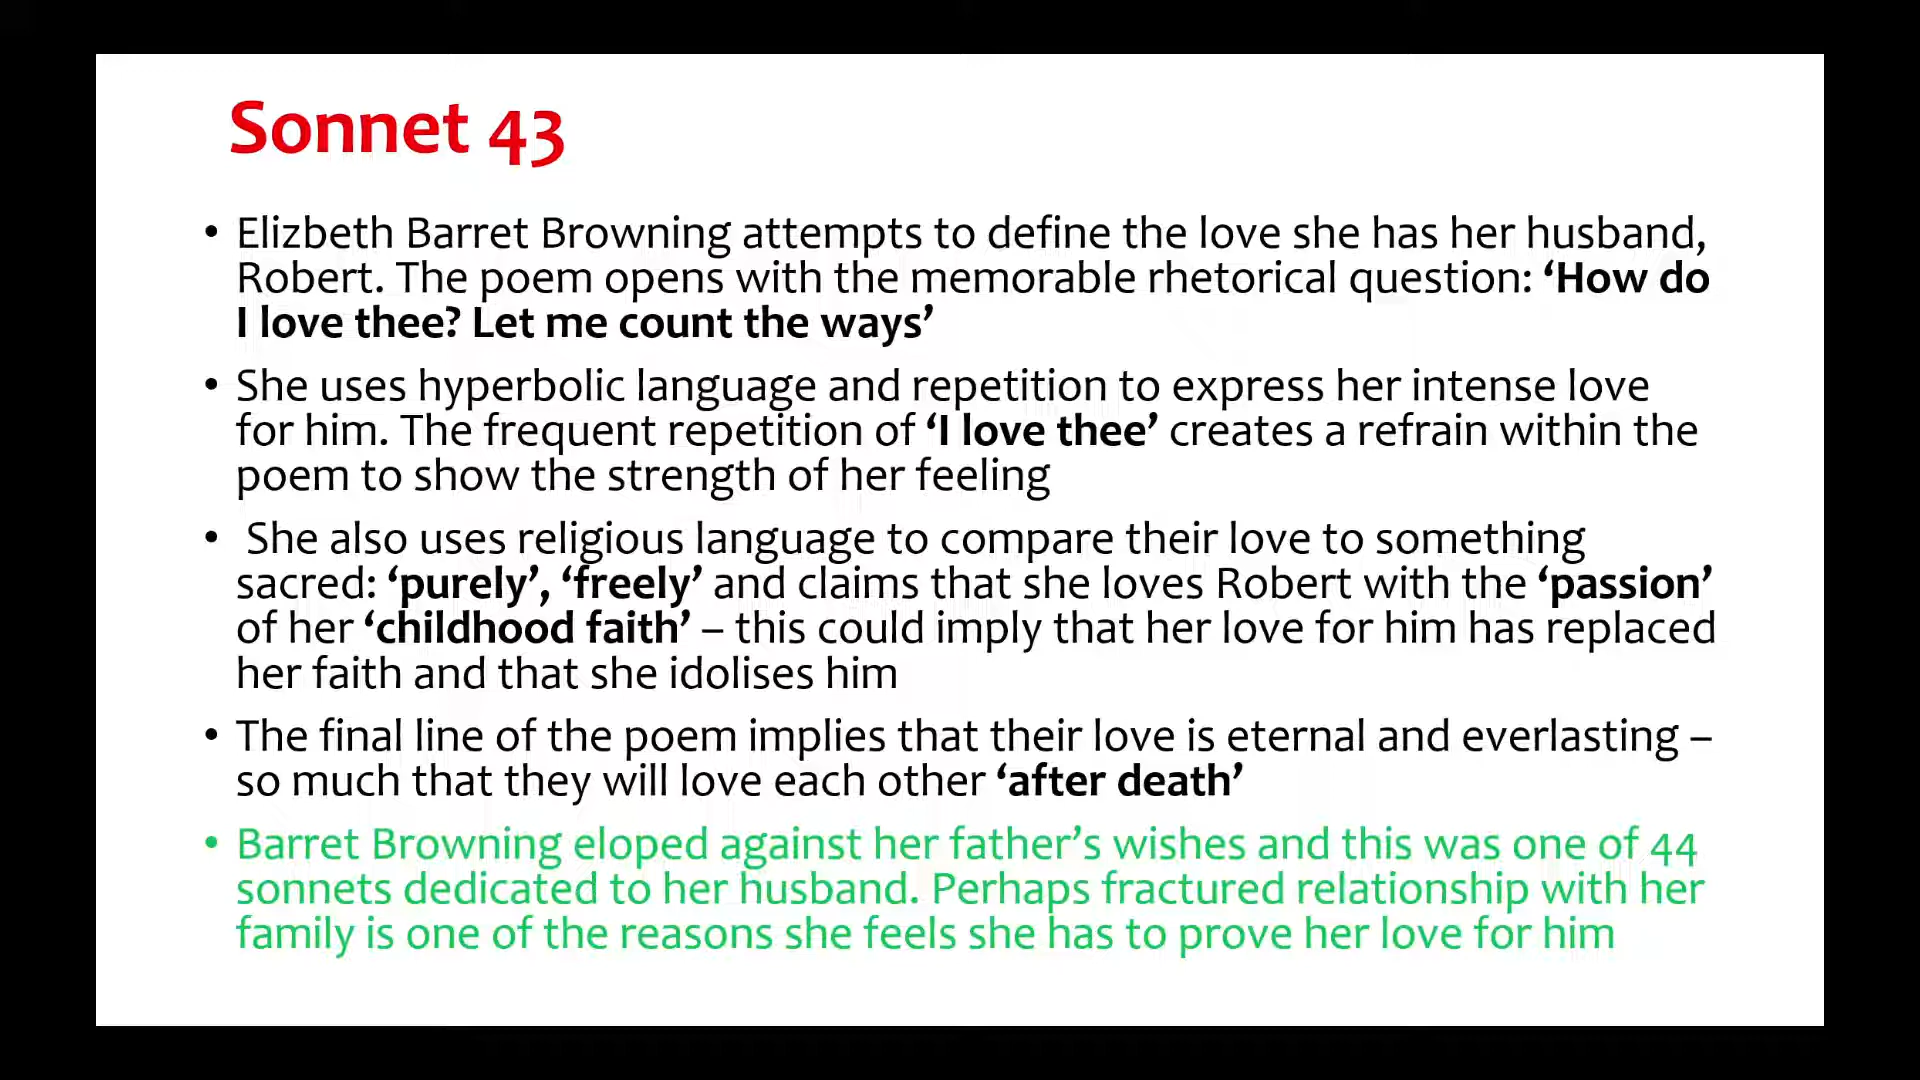 Sonnet 43
• Elizbeth Barret Browning attempts to define the love she has her husband,
Robert. The poem opens with the memorable rhetorical question: ‘How do
I love thee? Let me count the ways’
• She uses hyperbolic language and repetition to express her intense love
for him. The frequent repetition of ‘I love thee’ creates a refrain within the
poem to show the strength of her feeling
• She also uses religious language to compare their love to something
sacred: ‘purely’, ‘freely’ and claims that she loves Robert with the ‘passion’
of her ‘childhood faith’ – this could imply that her love for him has replaced
her faith and that she idolises him
• The final line of the poem implies that their love is eternal and everlasting –
so much that they will love each other ‘after death’
• Barret Browning eloped against her father’s wishes and this was one of 44
sonnets dedicated to her husband. Perhaps fractured relationship with her
family is one of the reasons she feels she has to prove her love for him